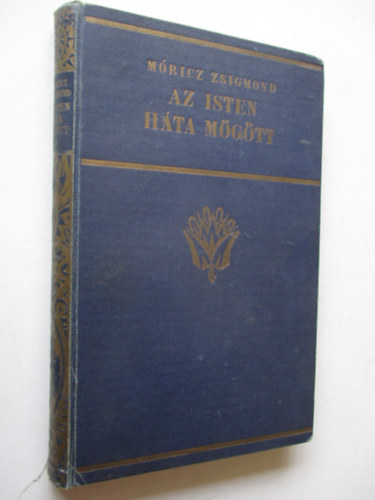 MÓRICZ ZSIGMOND
AZ ISTEN
HÁTA MÖGÖTT